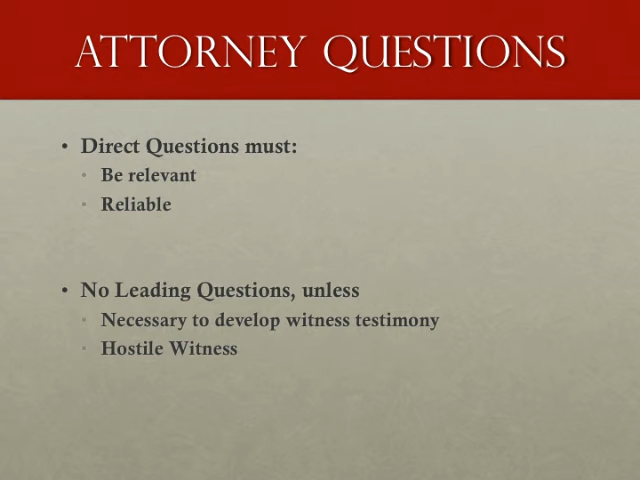 ATTORNEY QUESTIONS
• Direct Questions must:
• Be relevant
• Reliable
• No Leading Questions, unless
• Necessary to develop witness testimony
• Hostile Witness